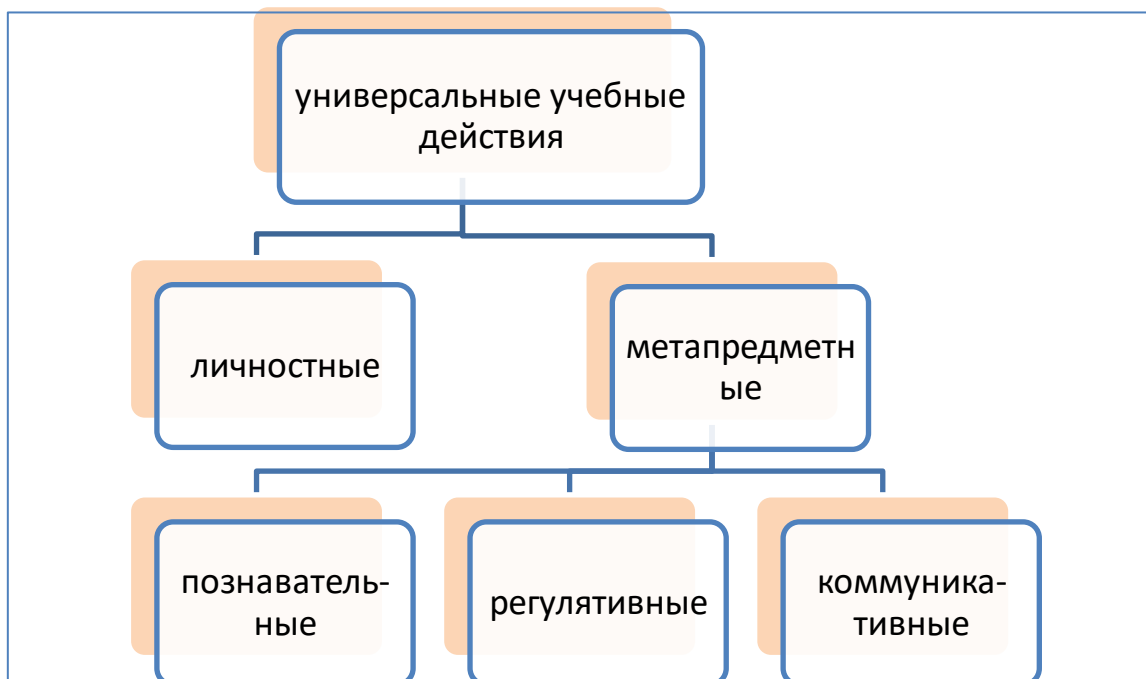 универсальные учебные
действия
личностные
метапредметн
ые
познаватель-
ные
регулятивные
коммуника-
тивные